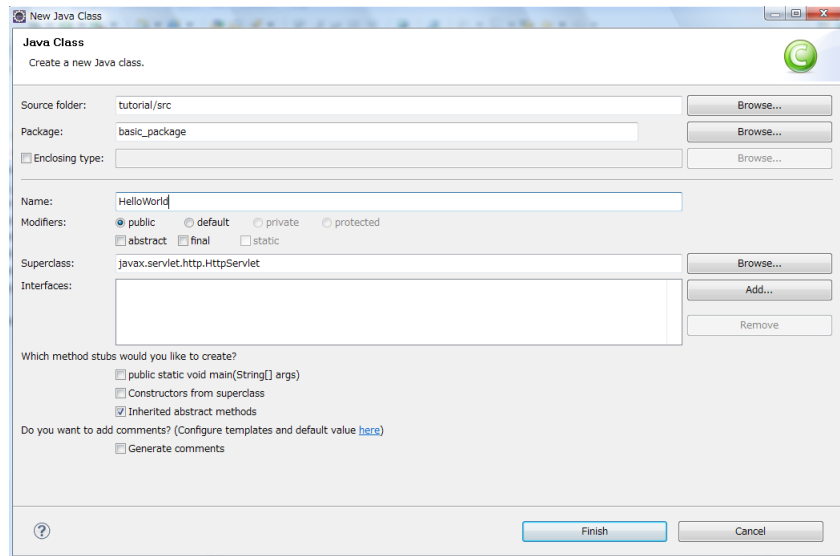 New Java Class
Java Class
Create a new Java class.
C
Source folder: tutorial/src Browse...
Package: basic_package Browse...
Enclosing type: Browse...
Name: HelloWorld
Modifiers: public default private protected
abstract final static
Superclass: javax.servlet.http.HttpServlet Browse...
Interfaces: Add...
Remove
Which method stubs would you like to create?
public static void main(String[] args)
Constructors from superclass
Inherited abstract methods
Do you want to add comments? (Configure templates and default value here)
Generate comments
? Finish Cancel